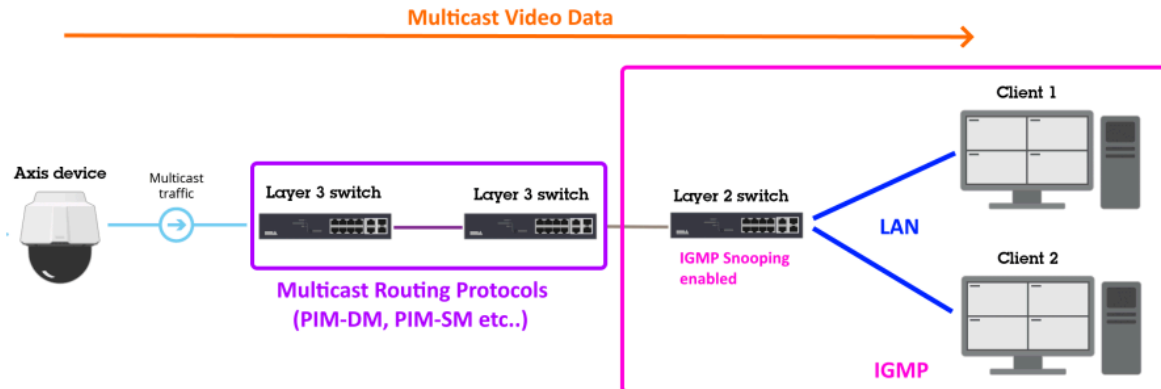 Multicast Video Data
Client 1
Axis device
Multicast
traffic
Layer 3 switch
Layer 3 switch
Layer 2 switch
LAN
IGMP Snooping
enabled
Client 2
Multicast Routing Protocols
(PIM-DM, PIM-SM etc..)
IGMP